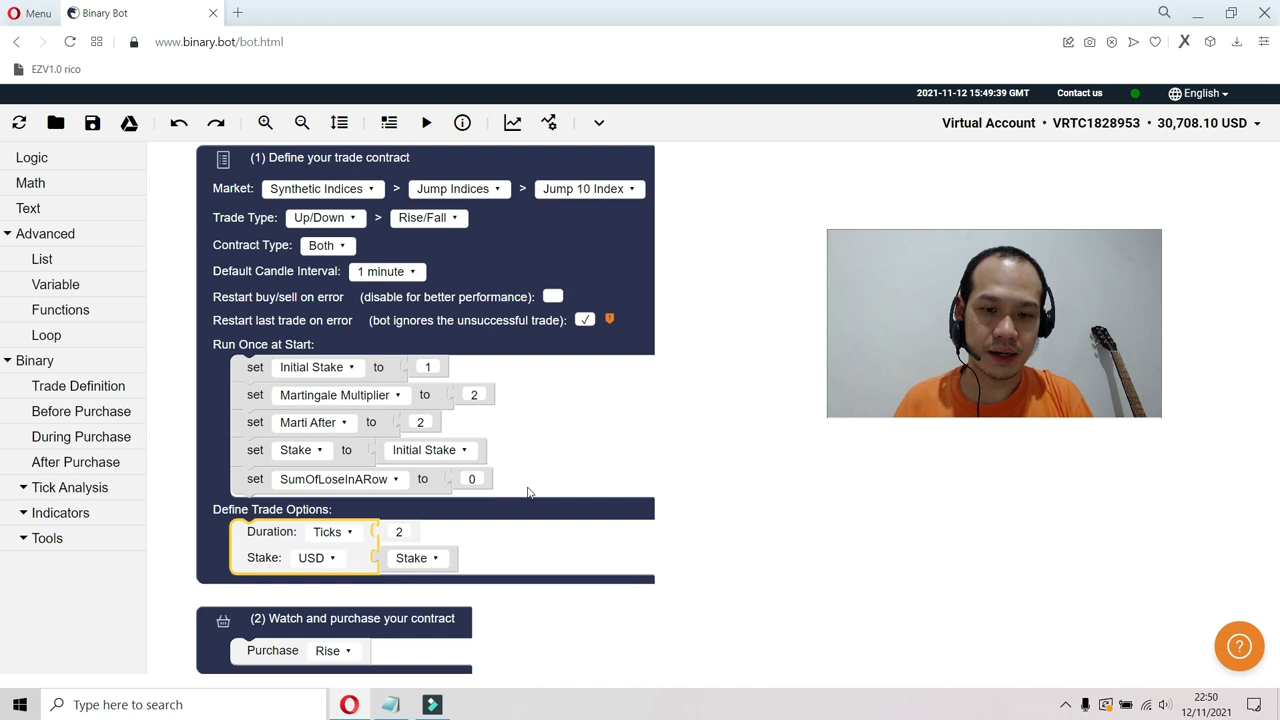 Menu
Binary Bot
www.binary.bot/bot.html
EZV1.0 rico
2021-11-12 15:49:39 GMT
Contact us
English
Virtual Account • VRTC1828953 • 30,708.10 USD
Logic
Math
Text
Advanced
List
Variable
Functions
Loop
Binary
Trade Definition
Before Purchase
During Purchase
After Purchase
Tick Analysis
Indicators
Tools
(1) Define your trade contract
Market: Synthetic Indices > Jump Indices > Jump 10 Index
Trade Type: Up/Down > Rise/Fall
Contract Type: Both
Default Candle Interval: 1 minute
Restart buy/sell on error (disable for better performance):
Restart last trade on error (bot ignores the unsuccessful trade): ✓
Run Once at Start:
set Initial Stake to 1
set Martingale Multiplier to 2
set Marti After to 2
set Stake to Initial Stake
set SumOfLoseInARow to 0
Define Trade Options:
Duration: Ticks 2
Stake: USD Stake
(2) Watch and purchase your contract
Purchase Rise
Type here to search
22:50
12/11/2021